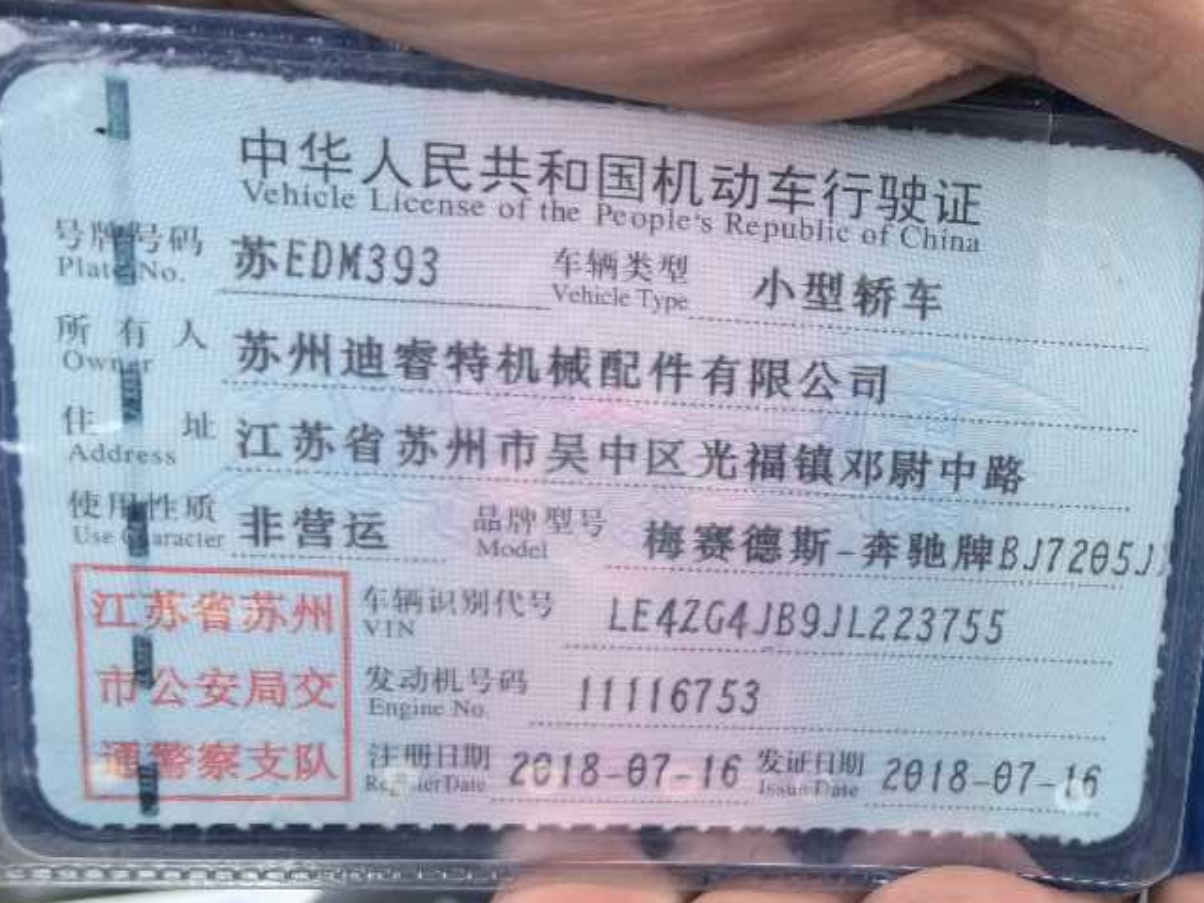 中华人民共和国机动车行驶证
Vehicle License of the People's Republic of China
号牌号码 苏EDM393 车辆类型 小型轿车
Plate No. Vehicle Type
所有人 苏州迪睿特机械配件有限公司
Owner
住址 江苏省苏州市吴中区光福镇邓尉中路
Address
使用性质 非营运 品牌型号 梅赛德斯-奔驰牌BJ7205J
Use Character Model
江苏省苏州
市公安局交
通警察支队
车辆识别代号 LE4ZG4JB9JL223755
VIN
发动机号码 11116753
Engine No.
注册日期 2018-07-16 发证日期 2018-07-16
Register Date Issue Date